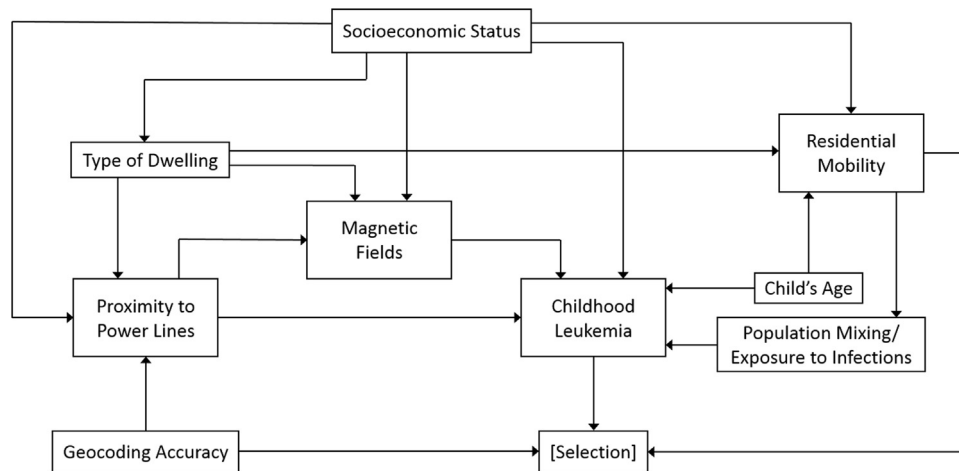 Socioeconomic Status
Type of Dwelling
Residential
Mobility
Magnetic
Fields
Proximity to
Power Lines
Childhood
Leukemia
Child’s Age
Population Mixing/
Exposure to Infections
Geocoding Accuracy
[Selection]